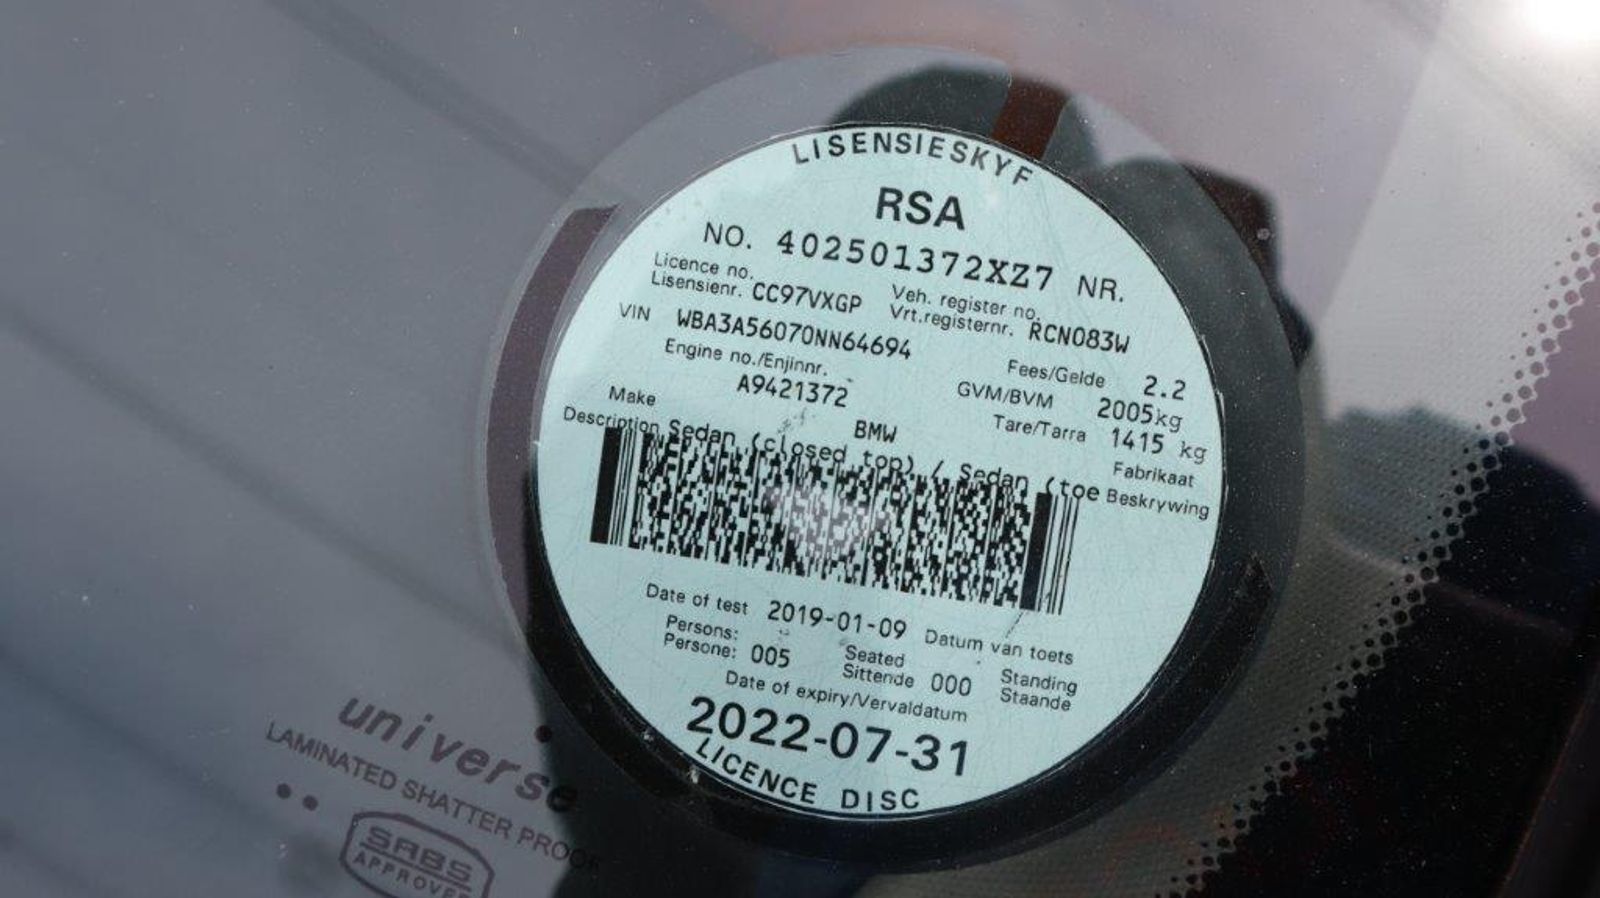 LISENSIESKYF
RSA
NO. 402501372XZ7 NR.
Licence no. Veh. register no.
Lisensienr. CC97VXGP Vrt.registernr. RCN083W
VIN WBA3A56070NN64694
Engine no./Enjinnr. Fees/Gelde 2.2
A9421372 GVM/BVM 2005kg
Make BMW Tare/Tarra 1415 kg
Fabrikaat
Description Sedan (closed top) / Sedan (toe Beskrywing
Date of test 2019-01-09 Datum van toets
Persons: Seated Standing
Persone: 005 Sittende 000 Staande
Date of expiry/Vervaldatum
2022-07-31
LICENCE DISC
universe
LAMINATED SHATTER PROOF
SABS
APPROVED